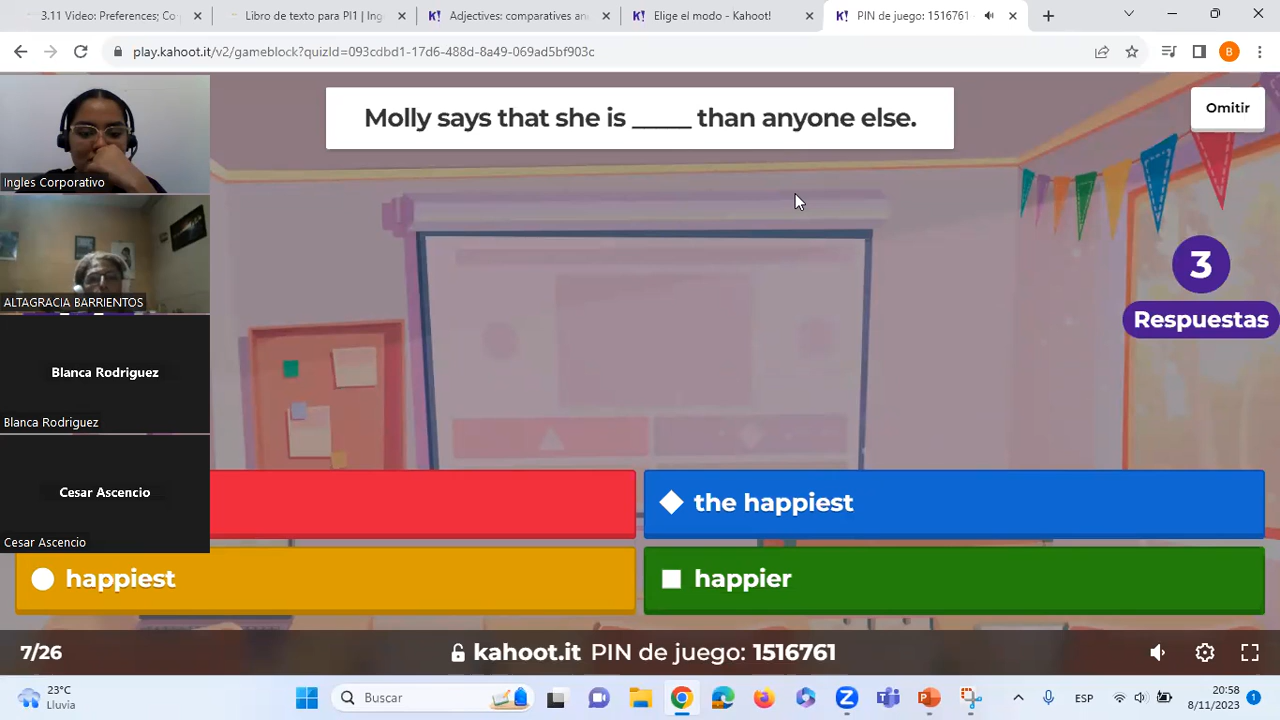 3.11 Video: Preferences; Co
Libro de texto para PI1 | Ing
Adjectives: comparatives an
Elige el modo - Kahoot!
PIN de juego: 1516761
play.kahoot.it/v2/gameblock?quizId=093cdbd1-17d6-488d-8a49-069ad5bf903c
B
Molly says that she is _____ than anyone else.
Omitir
Ingles Corporativo
ALTAGRACIA BARRIENTOS
Blanca Rodriguez
Blanca Rodriguez
Cesar Ascencio
Cesar Ascencio
3
Respuestas
the happiest
happiest
happier
7/26
kahoot.it PIN de juego: 1516761
23°C
Lluvia
Buscar
ESP
20:58
8/11/2023
1